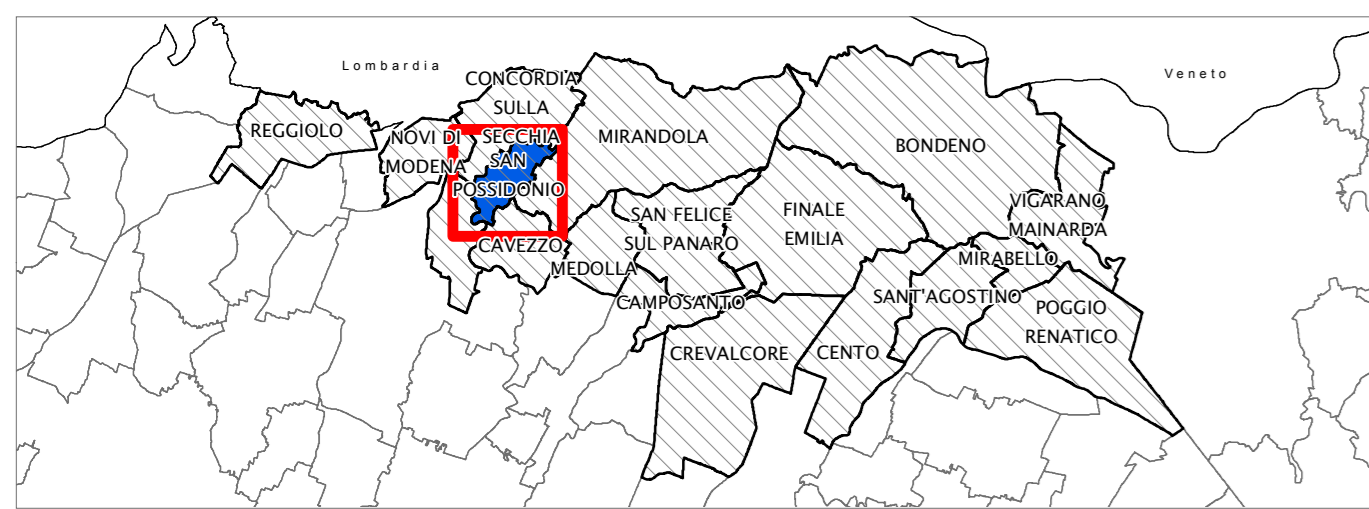 Lombardia
Veneto
CONCORDIA
SULLA
SECCHIA
REGGIOLO
NOVI DI
MODENA
SAN
POSSIDONIO
MIRANDOLA
BONDENO
CAVEZZO
MEDOLLA
SAN FELICE
SUL PANARO
FINALE
EMILIA
VIGARANO
MAINARDA
MIRABELLO
CAMPOSANTO
SANT'AGOSTINO
POGGIO
RENATICO
CREVALCORE
CENTO